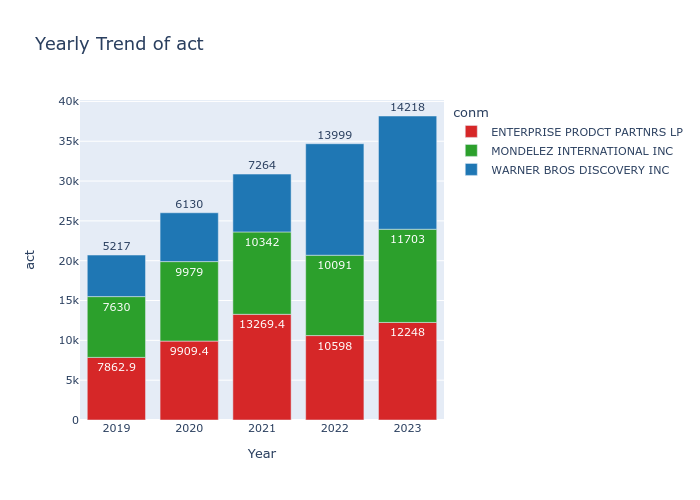 Yearly Trend of act
conm
ENTERPRISE PRODCT PARTNRS LP
MONDELEZ INTERNATIONAL INC
WARNER BROS DISCOVERY INC
act
40k
35k
30k
25k
20k
15k
10k
5k
0
5217
7630
7862.9
6130
9979
9909.4
7264
10342
13269.4
13999
10091
10598
14218
11703
12248
2019
2020
2021
2022
2023
Year